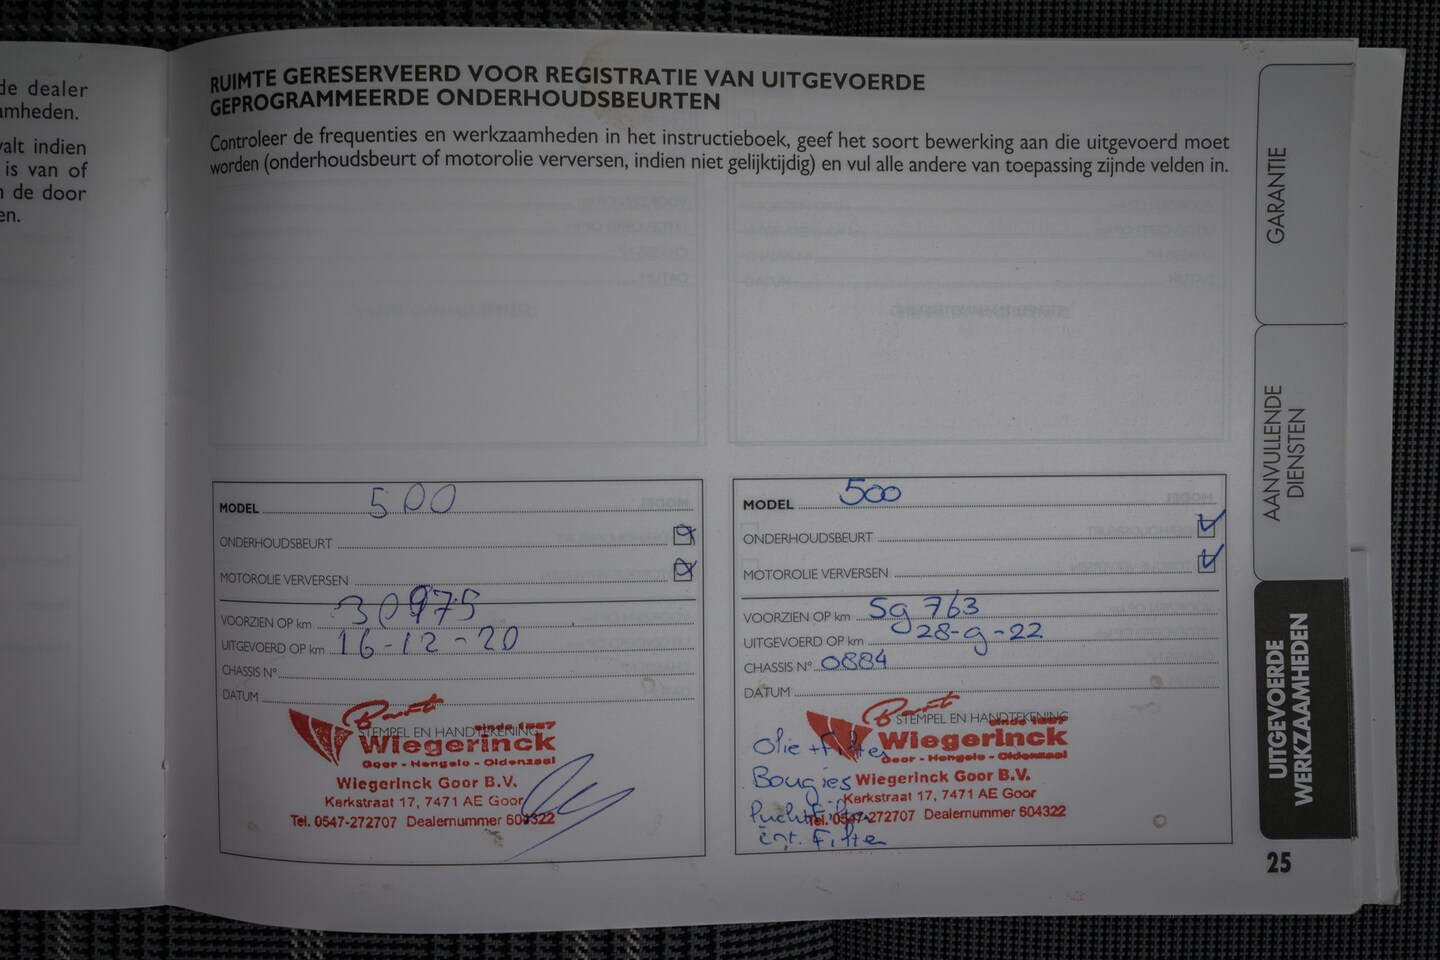 de dealer
amheden.
valt indien
is van of
n de door
en.
RUIMTE GERESERVEERD VOOR REGISTRATIE VAN UITGEVOERDE
GEPROGRAMMEERDE ONDERHOUDSBEURTEN
Controleer de frequenties en werkzaamheden in het instructieboek, geef het soort bewerking aan die uitgevoerd moet
worden (onderhoudsbeurt of motorolie verversen, indien niet gelijktijdig) en vul alle andere van toepassing zijnde velden in.
MODEL 500
ONDERHOUDSBEURT
MOTOROLIE VERVERSEN
VOORZIEN OP km 30975
UITGEVOERD OP km 16-12-20
CHASSIS N°
DATUM
STEMPEL EN HANDTEKENING
sinds 1887
Wiegerinck
Goor - Hengelo - Oldenzaal
Wiegerinck Goor B.V.
Kerkstraat 17, 7471 AE Goor
Tel. 0547-272707 Dealernummer 604322
MODEL 500
ONDERHOUDSBEURT
MOTOROLIE VERVERSEN
VOORZIEN OP km 59763
UITGEVOERD OP km 28-9-22
CHASSIS N° 0884
DATUM
STEMPEL EN HANDTEKENING
sinds 1887
Wiegerinck
Goor - Hengelo - Oldenzaal
Wiegerinck Goor B.V.
Kerkstraat 17, 7471 AE Goor
Tel. 0547-272707 Dealernummer 604322
Olie + Filter
Bougies
Luchtfilter
int. Filter
GARANTIE
AANVULLENDE
DIENSTEN
UITGEVOERDE
WERKZAAMHEDEN
25